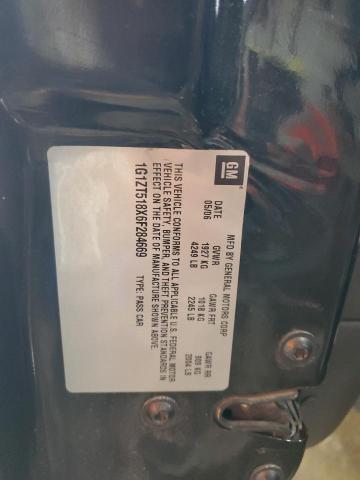 GM
MFD BY GENERAL MOTORS CORP
DATE GVWR GAWR FRT GAWR RR
05/06 1927 KG 1018 KG 909 KG
4249 LB 2245 LB 2004 LB
THIS VEHICLE CONFORMS TO ALL APPLICABLE U.S. FEDERAL MOTOR
VEHICLE SAFETY, BUMPER, AND THEFT PREVENTION STANDARDS IN
EFFECT ON THE DATE OF MANUFACTURE SHOWN ABOVE.
1G1ZT518X6F284669 TYPE: PASS CAR